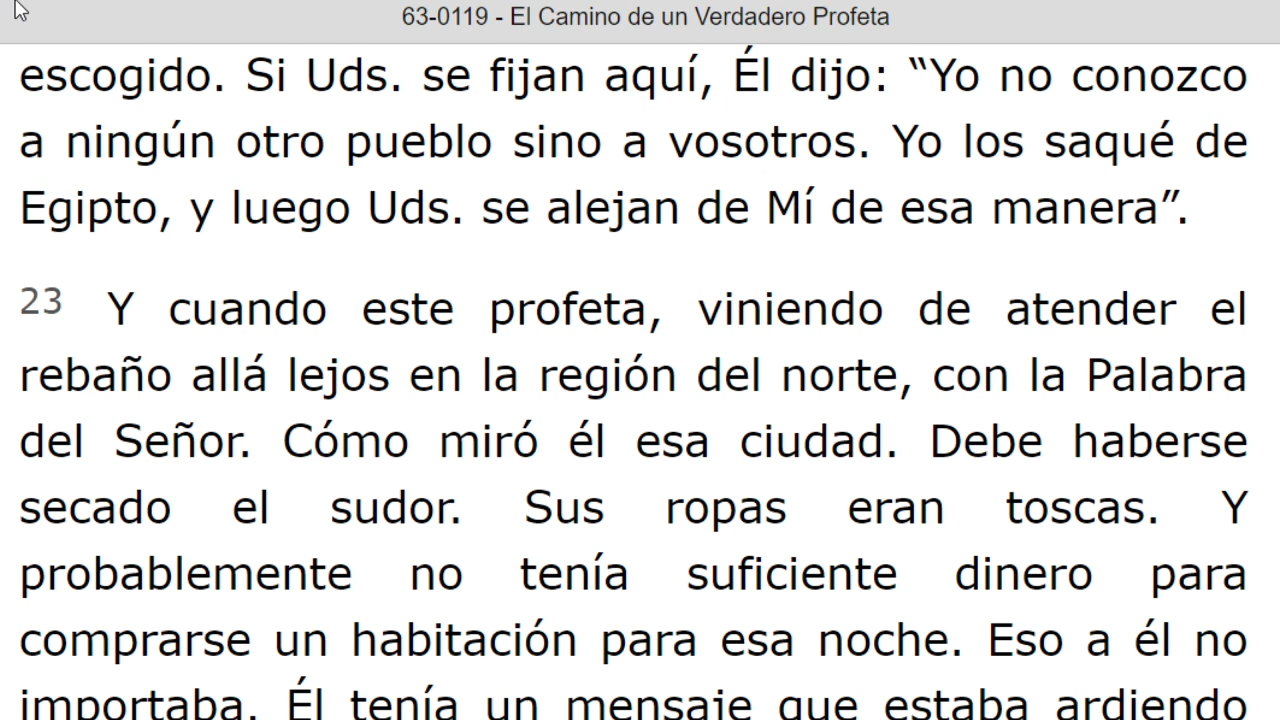 63-0119 - El Camino de un Verdadero Profeta
escogido. Si Uds. se fijan aquí, Él dijo: “Yo no conozco
a ningún otro pueblo sino a vosotros. Yo los saqué de
Egipto, y luego Uds. se alejan de Mí de esa manera”.
23 Y cuando este profeta, viniendo de atender el
rebaño allá lejos en la región del norte, con la Palabra
del Señor. Cómo miró él esa ciudad. Debe haberse
secado el sudor. Sus ropas eran toscas. Y
probablemente no tenía suficiente dinero para
comprarse un habitación para esa noche. Eso a él no
importaba. Él tenía un mensaje que estaba ardiendo